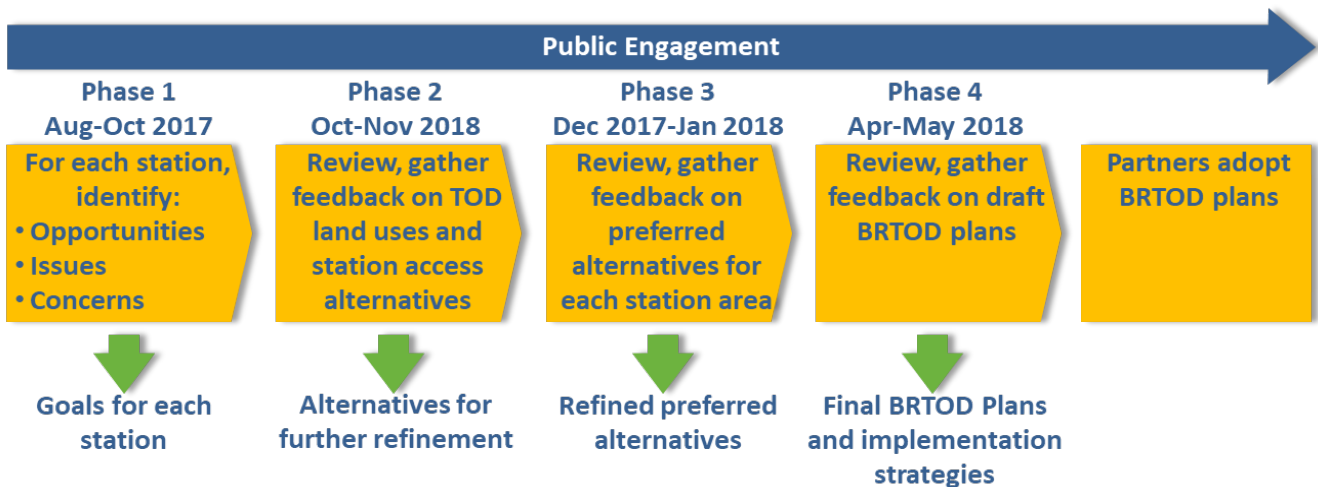 Public Engagement
Phase 1
Aug-Oct 2017
For each station,
identify:
• Opportunities
• Issues
• Concerns
Goals for each
station
Phase 2
Oct-Nov 2018
Review, gather
feedback on TOD
land uses and
station access
alternatives
Alternatives for
further refinement
Phase 3
Dec 2017-Jan 2018
Review, gather
feedback on
preferred
alternatives for
each station area
Refined preferred
alternatives
Phase 4
Apr-May 2018
Review, gather
feedback on draft
BRTOD plans
Final BRTOD Plans
and implementation
strategies
Partners adopt
BRTOD plans